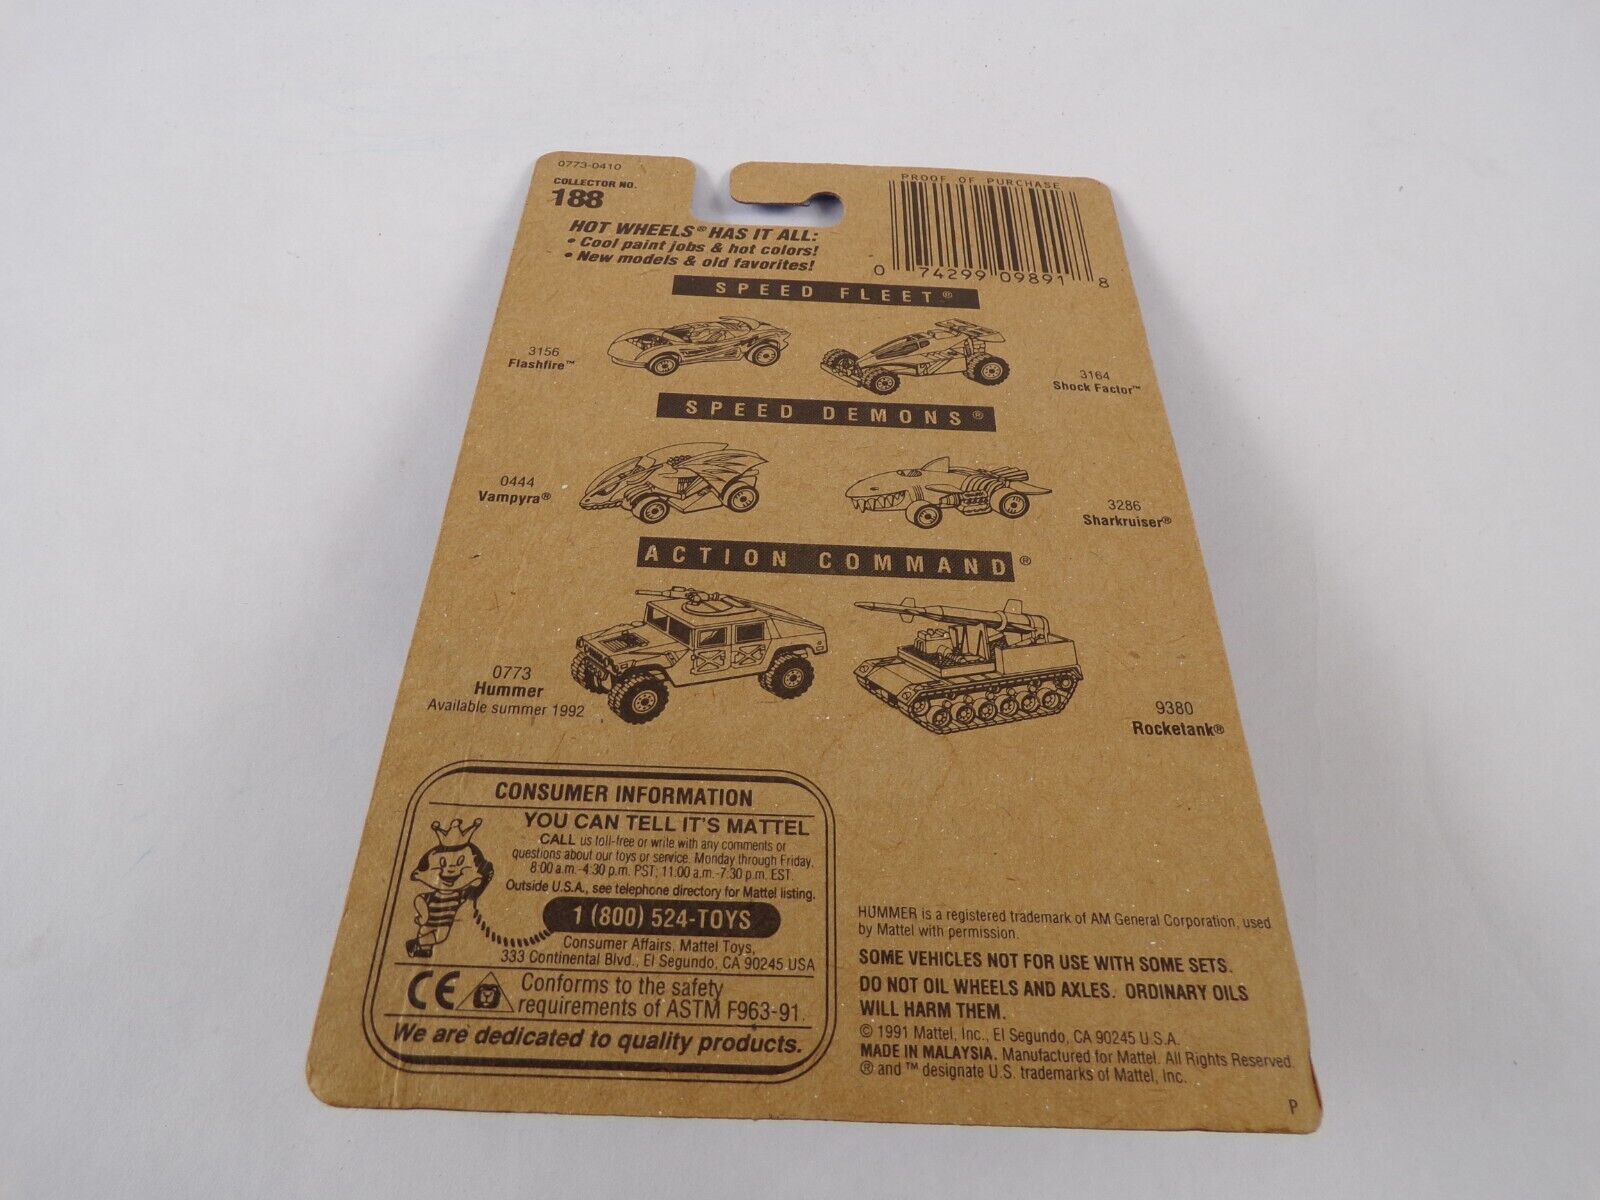 0773-0410
COLLECTOR NO.
188
PROOF OF PURCHASE
0 74299 09891 8
HOT WHEELS® HAS IT ALL:
• Cool paint jobs & hot colors!
• New models & old favorites!
SPEED FLEET®
3156
Flashfire™
3164
Shock Factor™
SPEED DEMONS®
0444
Vampyra®
3286
Sharkruiser®
ACTION COMMAND®
0773
Hummer
Available summer 1992
9380
Rocketank®
CONSUMER INFORMATION
YOU CAN TELL IT'S MATTEL
CALL us toll-free or write with any comments or
questions about our toys or service. Monday through Friday,
8:00 a.m.-4:30 p.m. PST; 11:00 a.m.-7:30 p.m. EST.
Outside U.S.A., see telephone directory for Mattel listing.
1 (800) 524-TOYS
Consumer Affairs, Mattel Toys,
333 Continental Blvd., El Segundo, CA 90245 USA
CE Conforms to the safety
requirements of ASTM F963-91.
We are dedicated to quality products.
HUMMER is a registered trademark of AM General Corporation, used
by Mattel with permission.
SOME VEHICLES NOT FOR USE WITH SOME SETS.
DO NOT OIL WHEELS AND AXLES. ORDINARY OILS
WILL HARM THEM.
© 1991 Mattel, Inc., El Segundo, CA 90245 U.S.A.
MADE IN MALAYSIA. Manufactured for Mattel. All Rights Reserved.
® and ™ designate U.S. trademarks of Mattel, Inc.
P